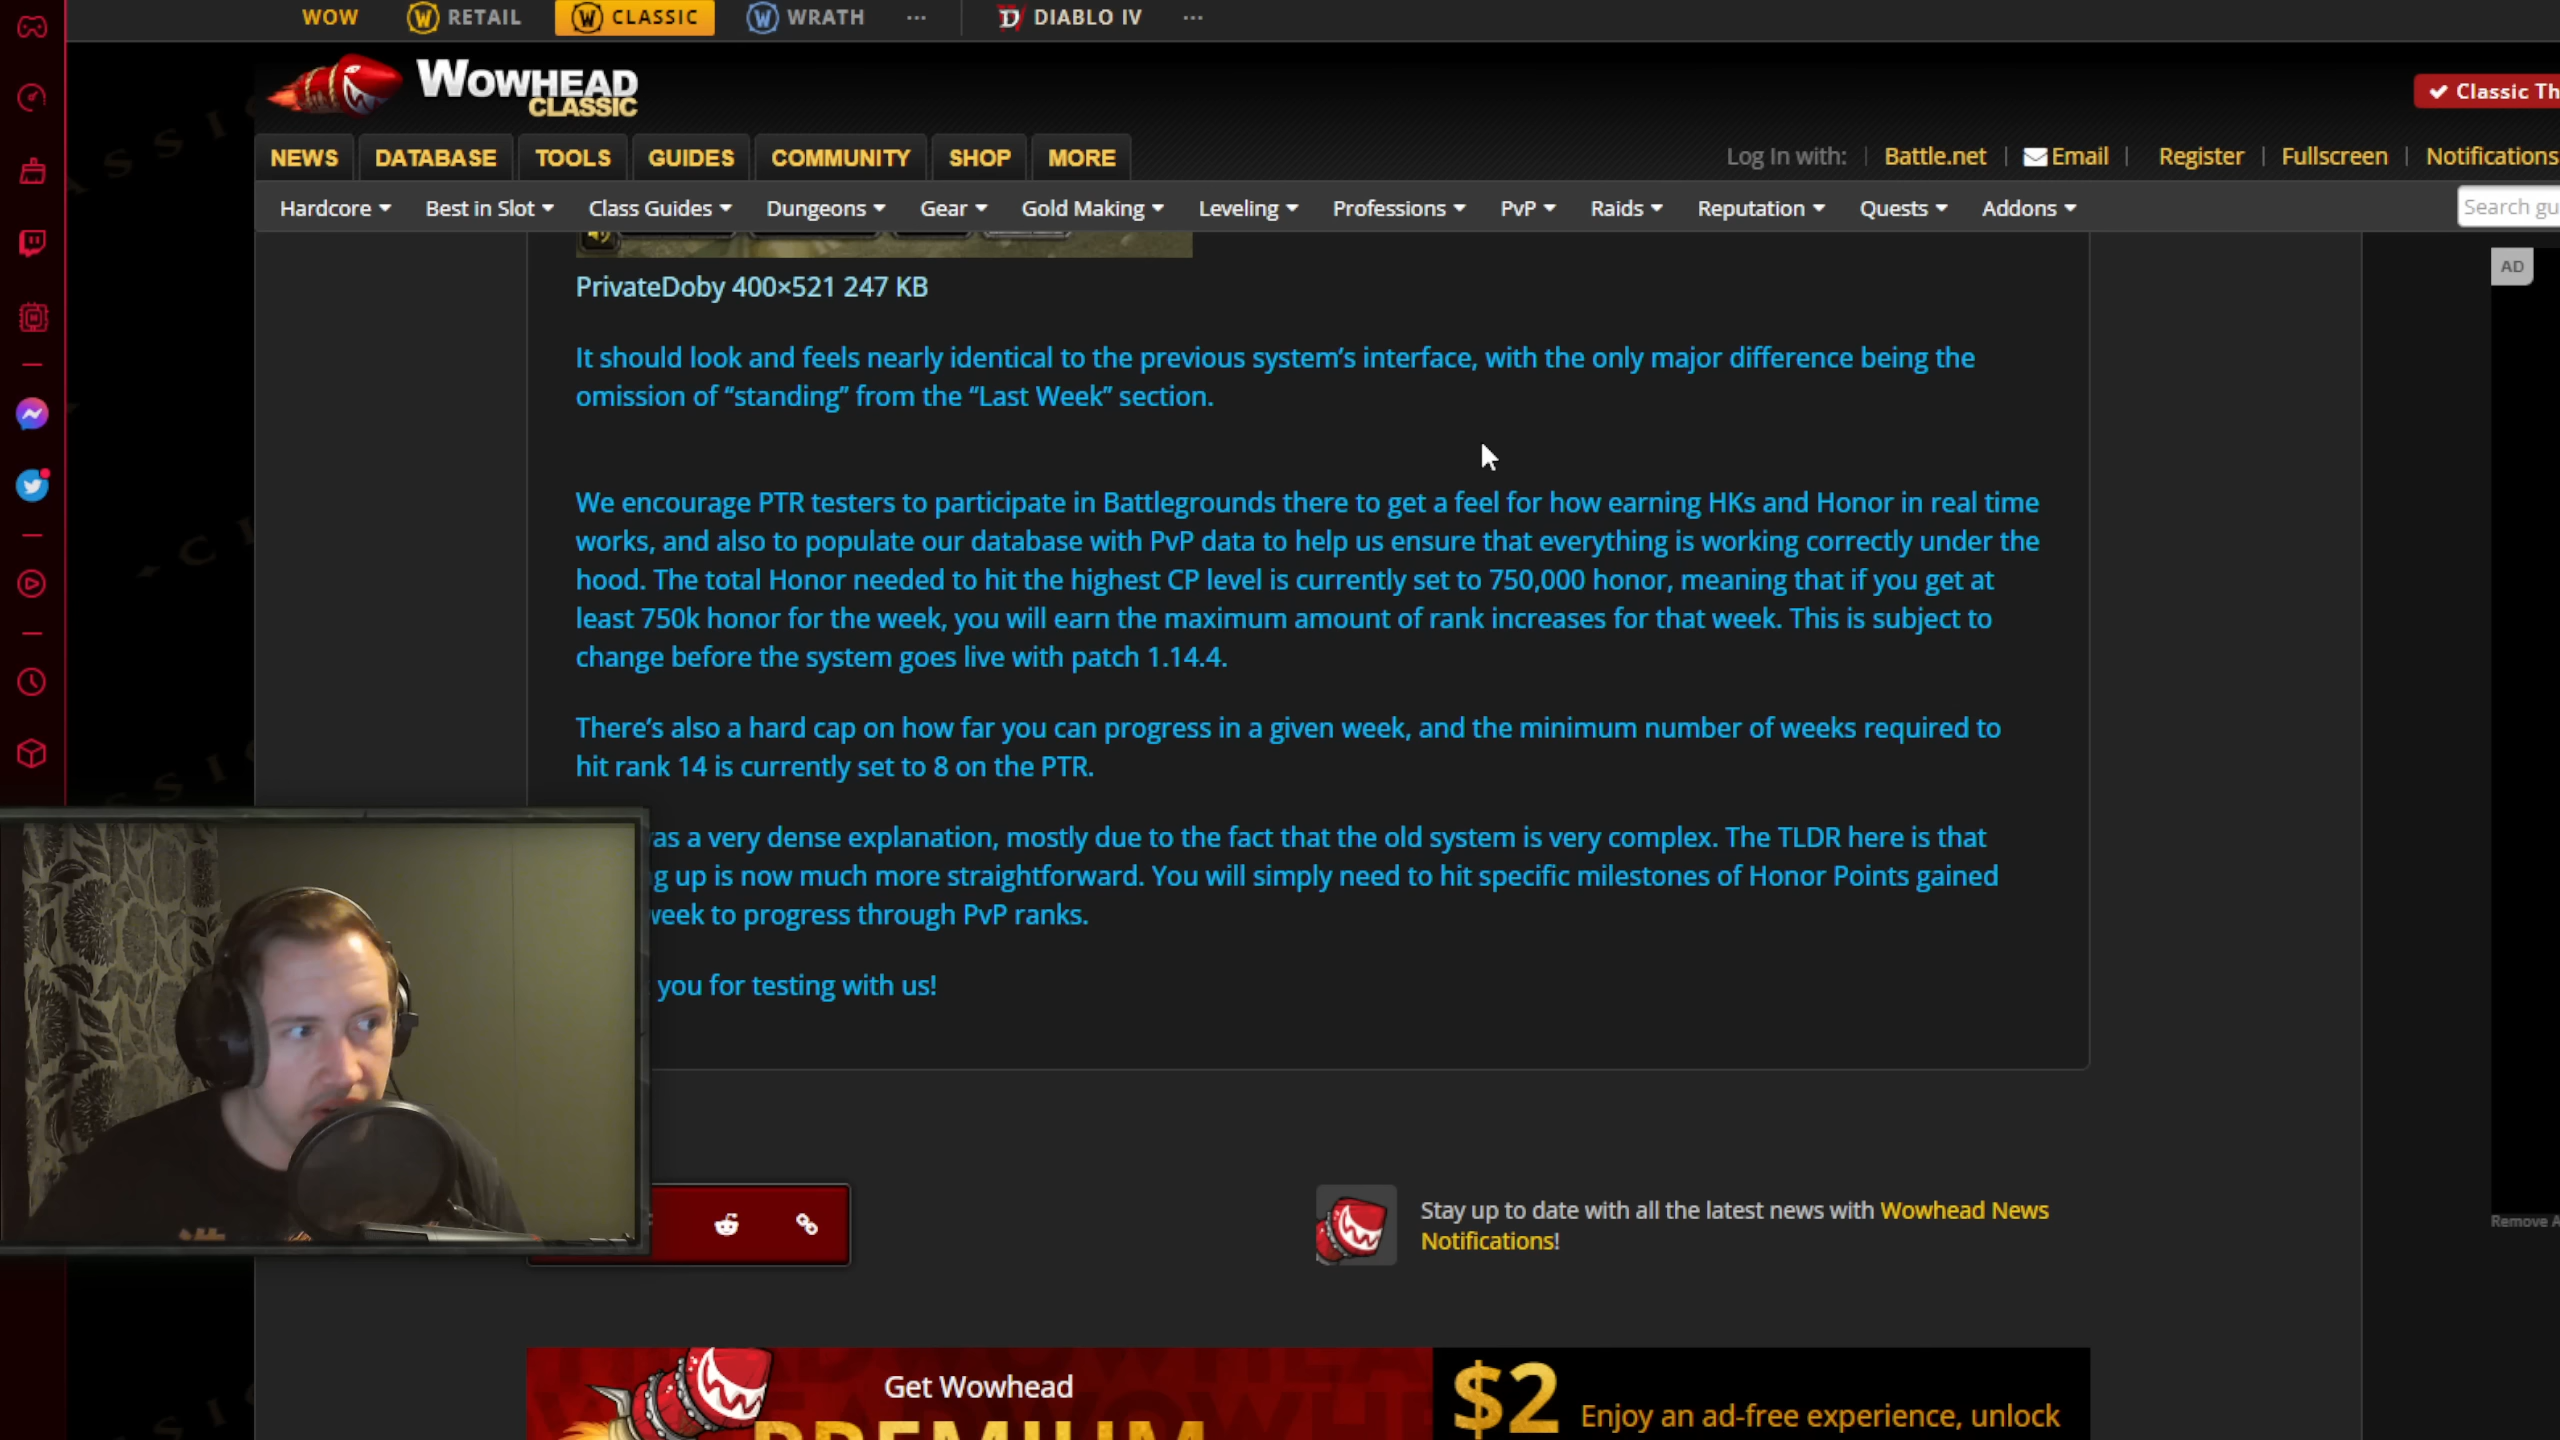 WOW RETAIL CLASSIC WRATH ... DIABLO IV ...
WOWHEAD
CLASSIC
Classic Th
NEWS DATABASE TOOLS GUIDES COMMUNITY SHOP MORE
Log In with: | Battle.net | Email | Register | Fullscreen | Notifications
Hardcore Best in Slot Class Guides Dungeons Gear Gold Making Leveling Professions PvP Raids Reputation Quests Addons
Search gu
AD
PrivateDoby 400×521 247 KB
It should look and feels nearly identical to the previous system’s interface, with the only major difference being the
omission of “standing” from the “Last Week” section.
We encourage PTR testers to participate in Battlegrounds there to get a feel for how earning HKs and Honor in real time
works, and also to populate our database with PvP data to help us ensure that everything is working correctly under the
hood. The total Honor needed to hit the highest CP level is currently set to 750,000 honor, meaning that if you get at
least 750k honor for the week, you will earn the maximum amount of rank increases for that week. This is subject to
change before the system goes live with patch 1.14.4.
There’s also a hard cap on how far you can progress in a given week, and the minimum number of weeks required to
hit rank 14 is currently set to 8 on the PTR.
as a very dense explanation, mostly due to the fact that the old system is very complex. The TLDR here is that
g up is now much more straightforward. You will simply need to hit specific milestones of Honor Points gained
week to progress through PvP ranks.
you for testing with us!
Stay up to date with all the latest news with Wowhead News
Notifications!
Remove A
Get Wowhead
PREMIUM
$2
Enjoy an ad-free experience, unlock